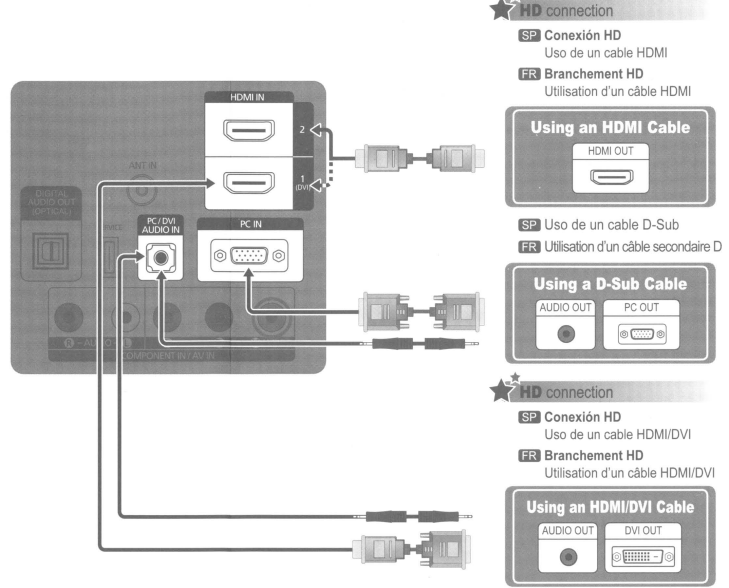 HD connection
SP Conexión HD
Uso de un cable HDMI
FR Branchement HD
Utilisation d'un câble HDMI
Using an HDMI Cable
HDMI OUT
SP Uso de un cable D-Sub
FR Utilisation d'un câble secondaire D
Using a D-Sub Cable
AUDIO OUT
PC OUT
HD connection
SP Conexión HD
Uso de un cable HDMI/DVI
FR Branchement HD
Utilisation d'un câble HDMI/DVI
Using an HDMI/DVI Cable
AUDIO OUT
DVI OUT
HDMI IN
2
1
(DVI)
ANT IN
DIGITAL
AUDIO OUT
(OPTICAL)
PC / DVI
AUDIO IN
PC IN
R - AUDIO - L
COMPONENT IN / AV IN